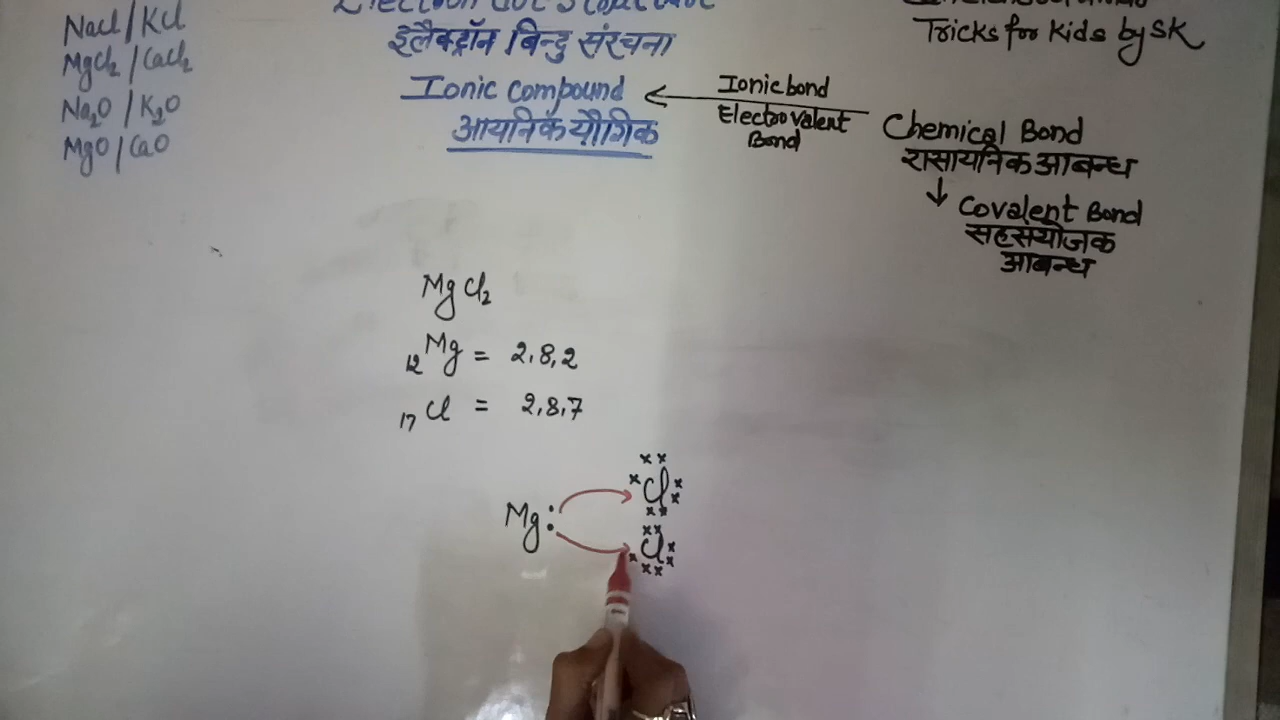 NaCl/KCl
MgCl2/CaCl2
Na2O/K2O
MgO/CaO
इलैक्ट्रॉन बिन्दु संरचना
Ionic compound
आयनिक यौगिक
Ionic bond
Electrovalent
Bond
Tricks for Kids by SK
Chemical Bond
रासायनिक आबन्ध
Covalent Bond
सहसंयोजक
आबन्ध
MgCl2
12Mg = 2,8,2
17Cl = 2,8,7
Cl
Mg:
Cl